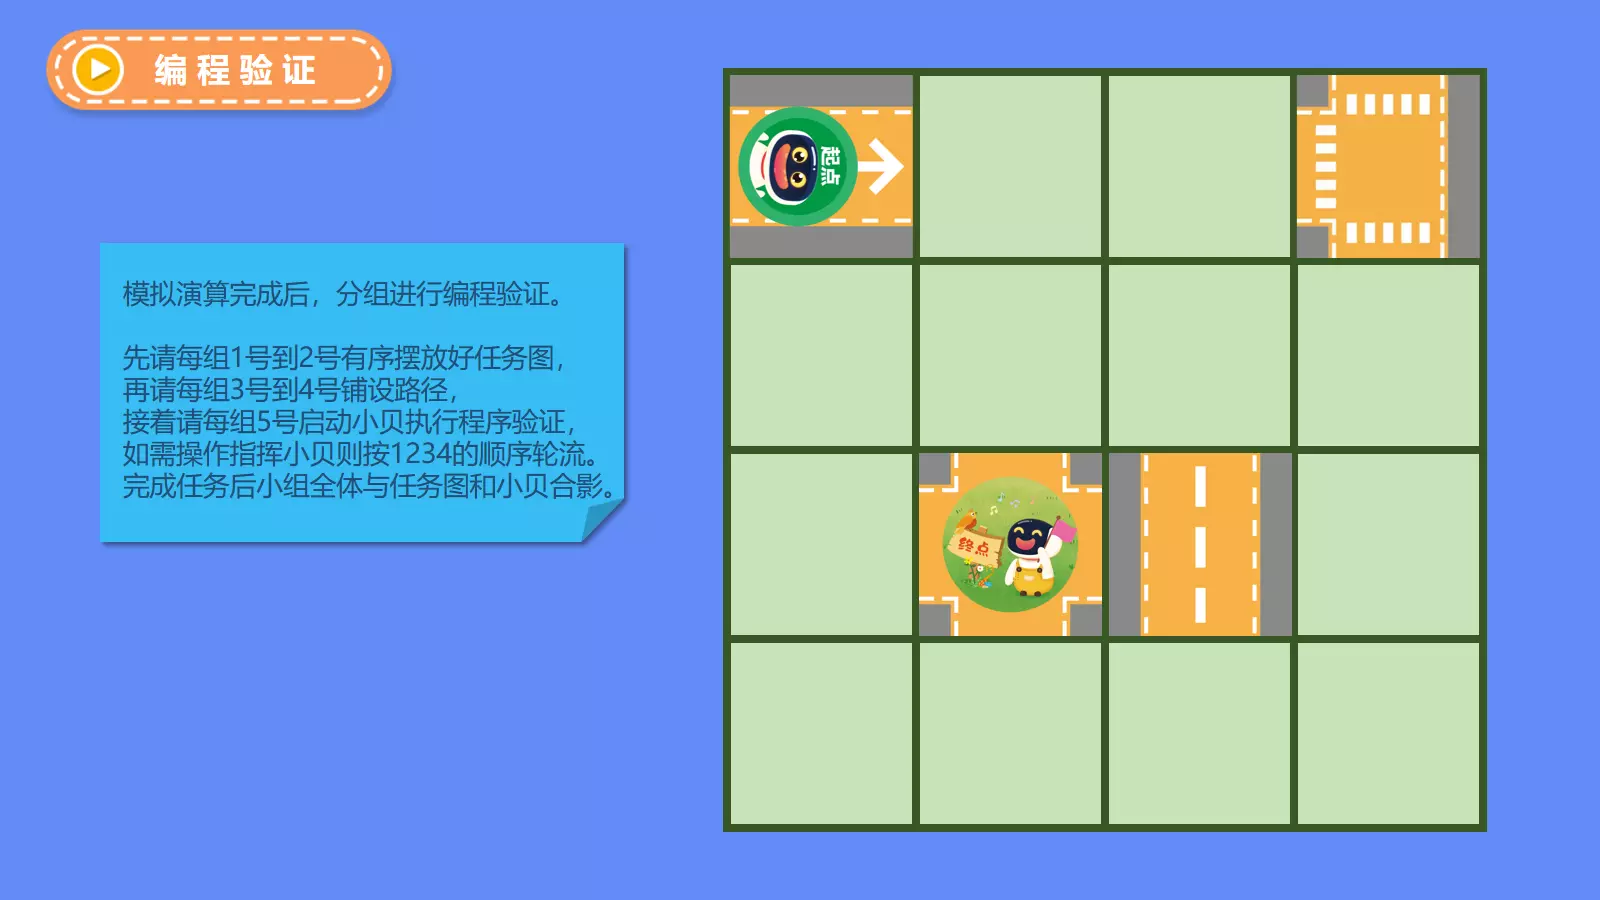 编程验证
模拟演算完成后，分组进行编程验证。
先请每组1号到2号有序摆放好任务图，
再请每组3号到4号铺设路径，
接着请每组5号启动小贝执行程序验证，
如需操作指挥小贝则按1234的顺序轮流。
完成任务后小组全体与任务图和小贝合影。
起点
终点